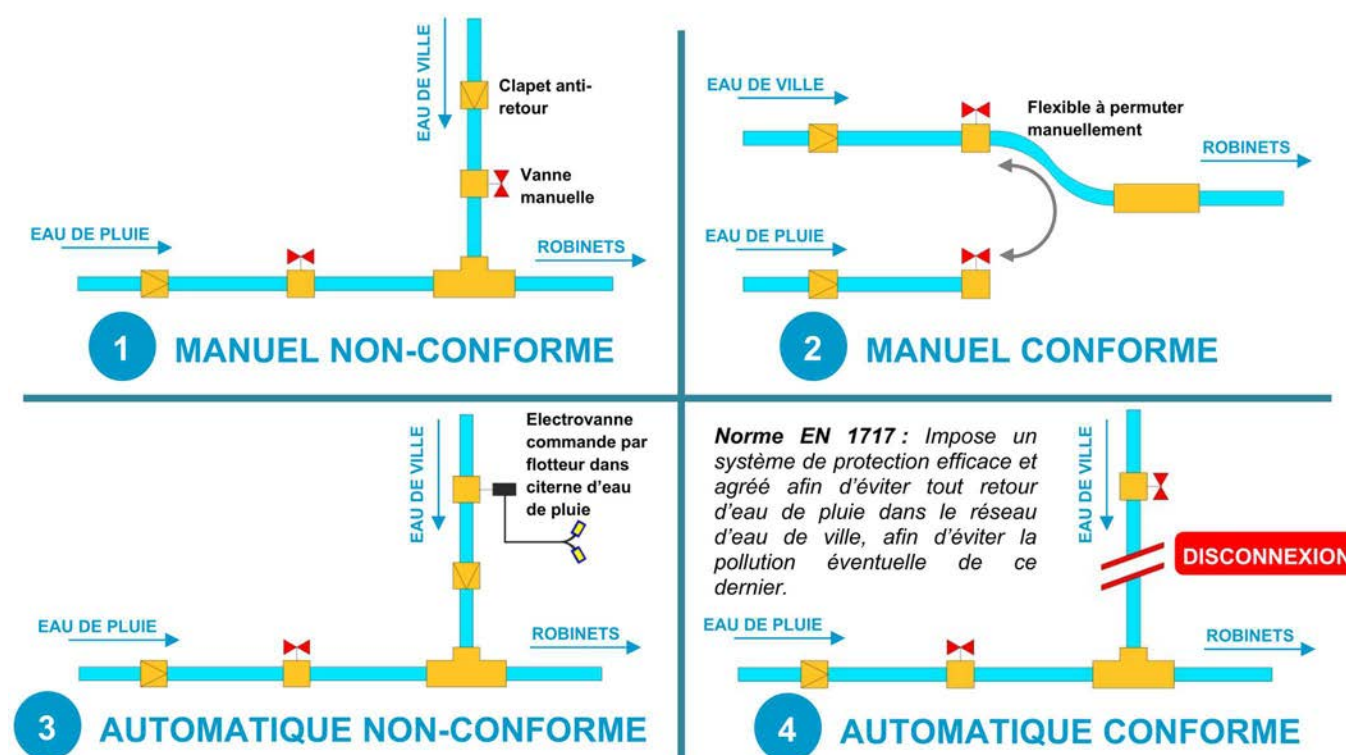 EAU DE VILLE
Clapet anti-
retour
Vanne
manuelle
EAU DE PLUIE
ROBINETS
1 MANUEL NON-CONFORME
EAU DE VILLE
Flexible à permuter
manuellement
ROBINETS
EAU DE PLUIE
2 MANUEL CONFORME
EAU DE VILLE
Electrovanne
commande par
flotteur dans
citerne d'eau
de pluie
EAU DE PLUIE
ROBINETS
3 AUTOMATIQUE NON-CONFORME
Norme EN 1717 : Impose un
système de protection efficace et
agréé afin d'éviter tout retour
d'eau de pluie dans le réseau
d'eau de ville, afin d'éviter la
pollution éventuelle de ce
dernier.
EAU DE VILLE
DISCONNEXION
EAU DE PLUIE
ROBINETS
4 AUTOMATIQUE CONFORME